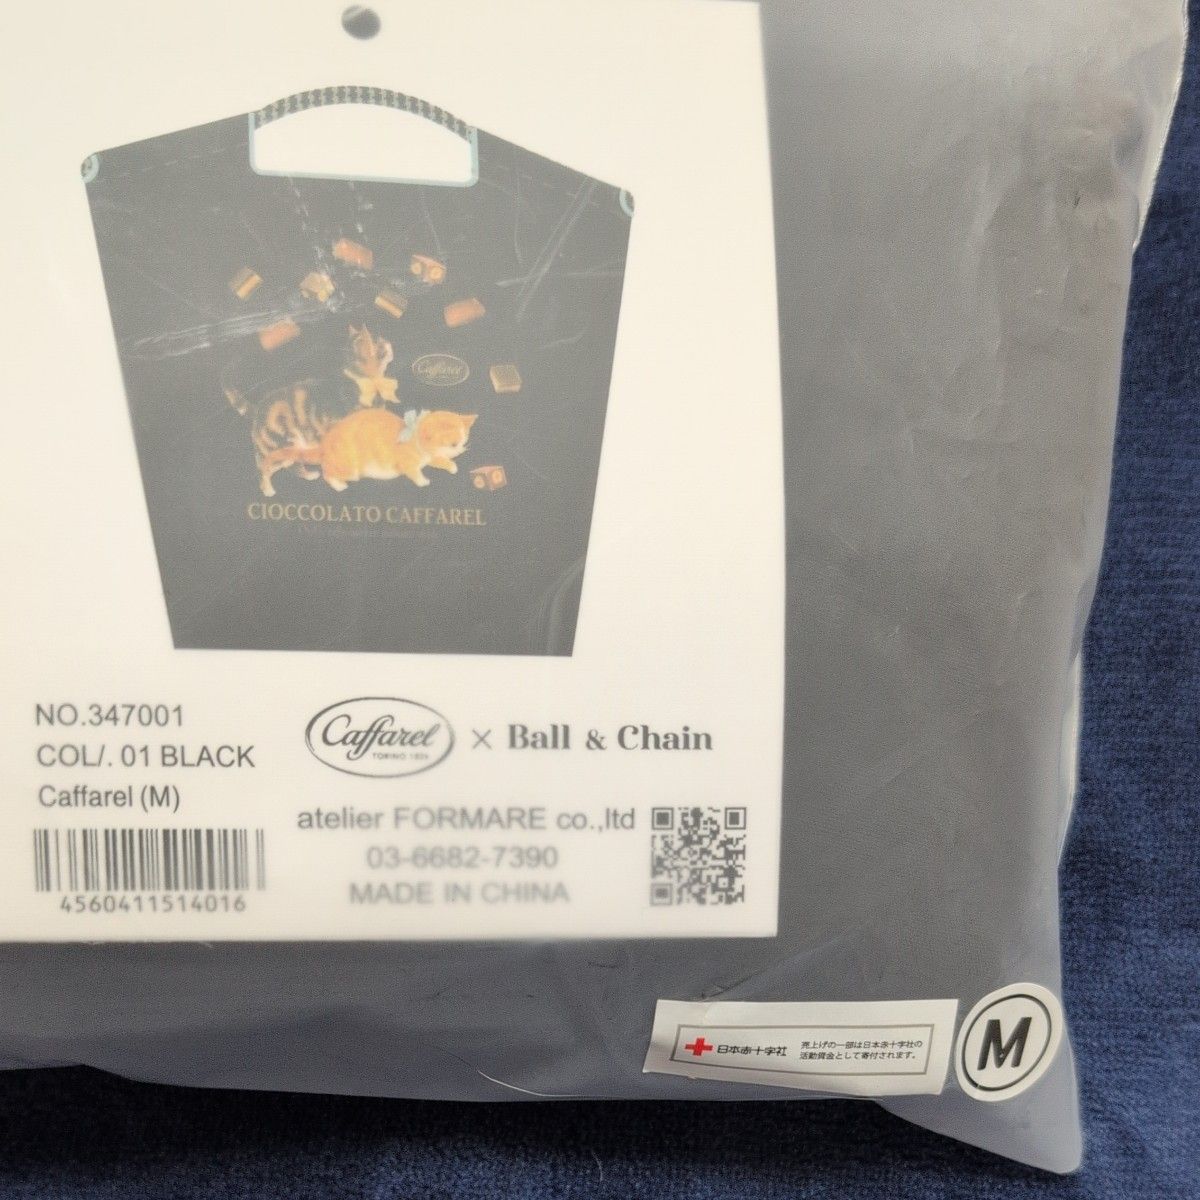 Caffarel
CIOCCOLATO CAFFAREL
NO.347001
COL/. 01 BLACK
Caffarel (M)
4560411514016
Caffarel
TORINO 1826
× Ball & Chain
atelier FORMARE co.,ltd
03-6682-7390
MADE IN CHINA
日本赤十字社
売上げの一部は日本赤十字社の
活動資金として寄付されます。
M